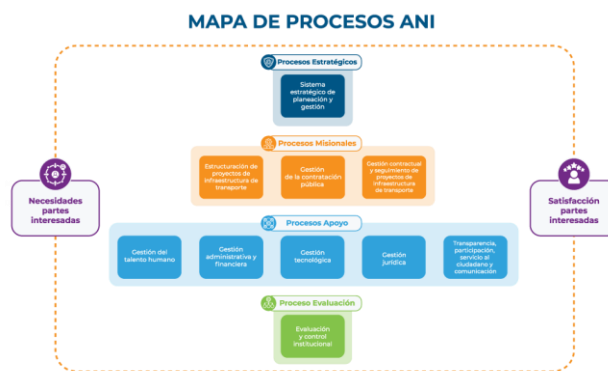 MAPA DE PROCESOS ANI
Procesos Estratégicos
Sistema
estratégico de
planeación y
gestión
Procesos Misionales
Estructuración de
proyectos de
infraestructura de
transporte
Gestión
de la contratación
pública
Gestión contractual
y seguimiento de
proyectos de
infraestructura
de transporte
Necesidades
partes
interesadas
Satisfacción
partes
interesadas
Procesos Apoyo
Gestión del
talento humano
Gestión
administrativa y
financiera
Gestión
tecnológica
Gestión
jurídica
Transparencia,
participación,
servicio al
ciudadano y
comunicación
Proceso Evaluación
Evaluación
y control
institucional